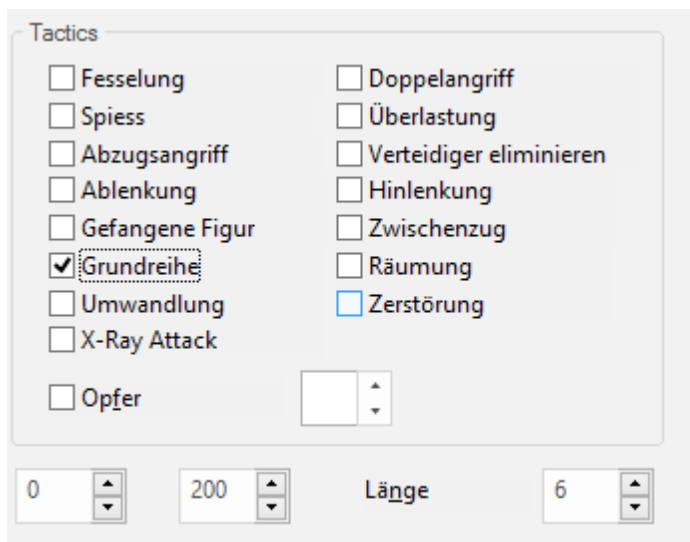 Tactics
Fesselung Doppelangriff
Spiess Überlastung
Abzugsangriff Verteidiger eliminieren
Ablenkung Hinlenkung
Gefangene Figur Zwischenzug
Grundreihe Räumung
Umwandlung Zerstörung
X-Ray Attack
Opfer
0 200 Länge 6